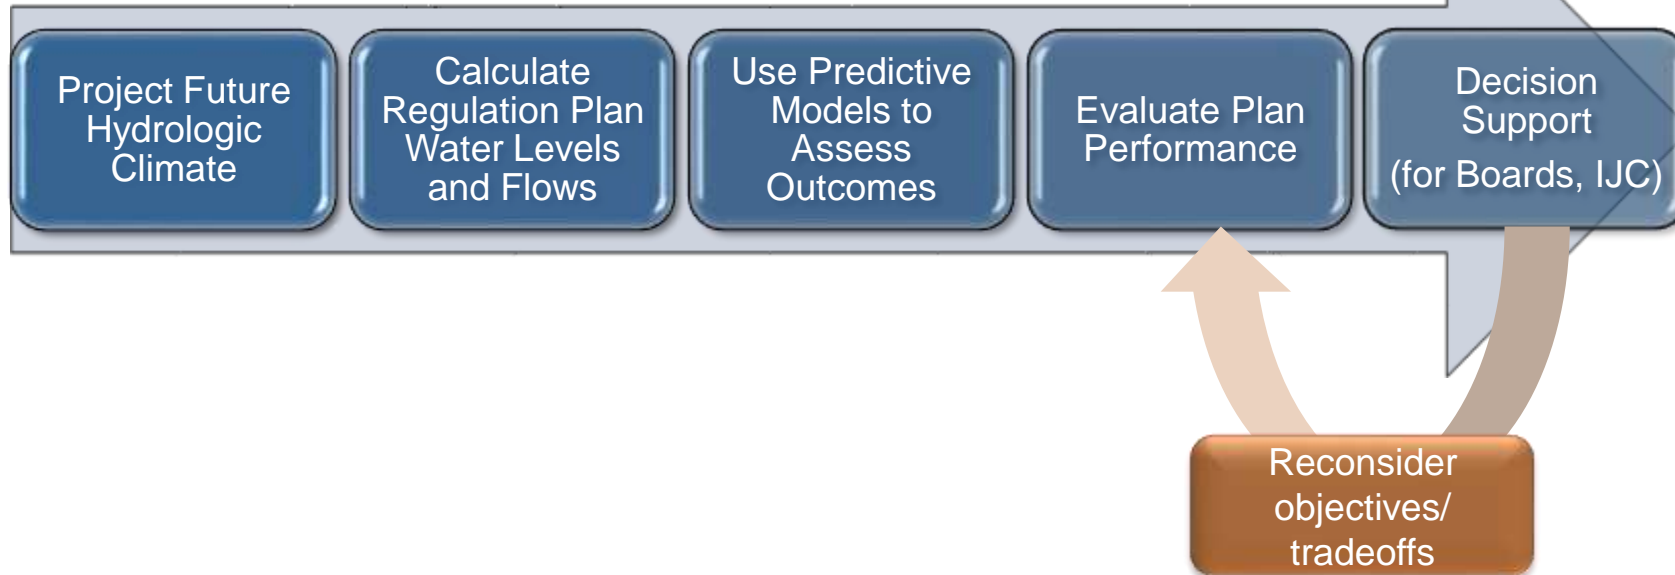 Project Future
Hydrologic
Climate
Calculate
Regulation Plan
Water Levels
and Flows
Use Predictive
Models to
Assess
Outcomes
Evaluate Plan
Performance
Decision
Support
(for Boards, IJC)
Reconsider
objectives/
tradeoffs